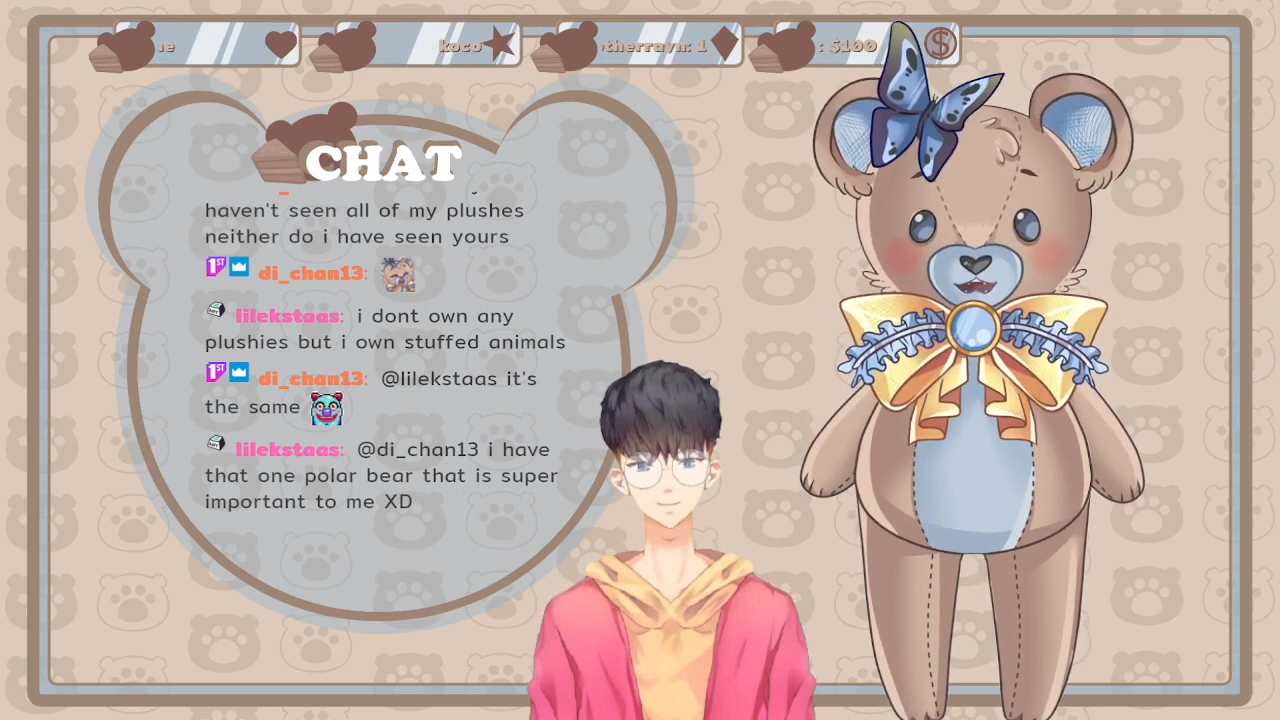 koco
: $100
CHAT
haven't seen all of my plushes
neither do i have seen yours
1ST di_chan13:
lilekstaas: i dont own any
plushies but i own stuffed animals
1ST di_chan13: @lilekstaas it's
the same
lilekstaas: @di_chan13 i have
that one polar bear that is super
important to me XD